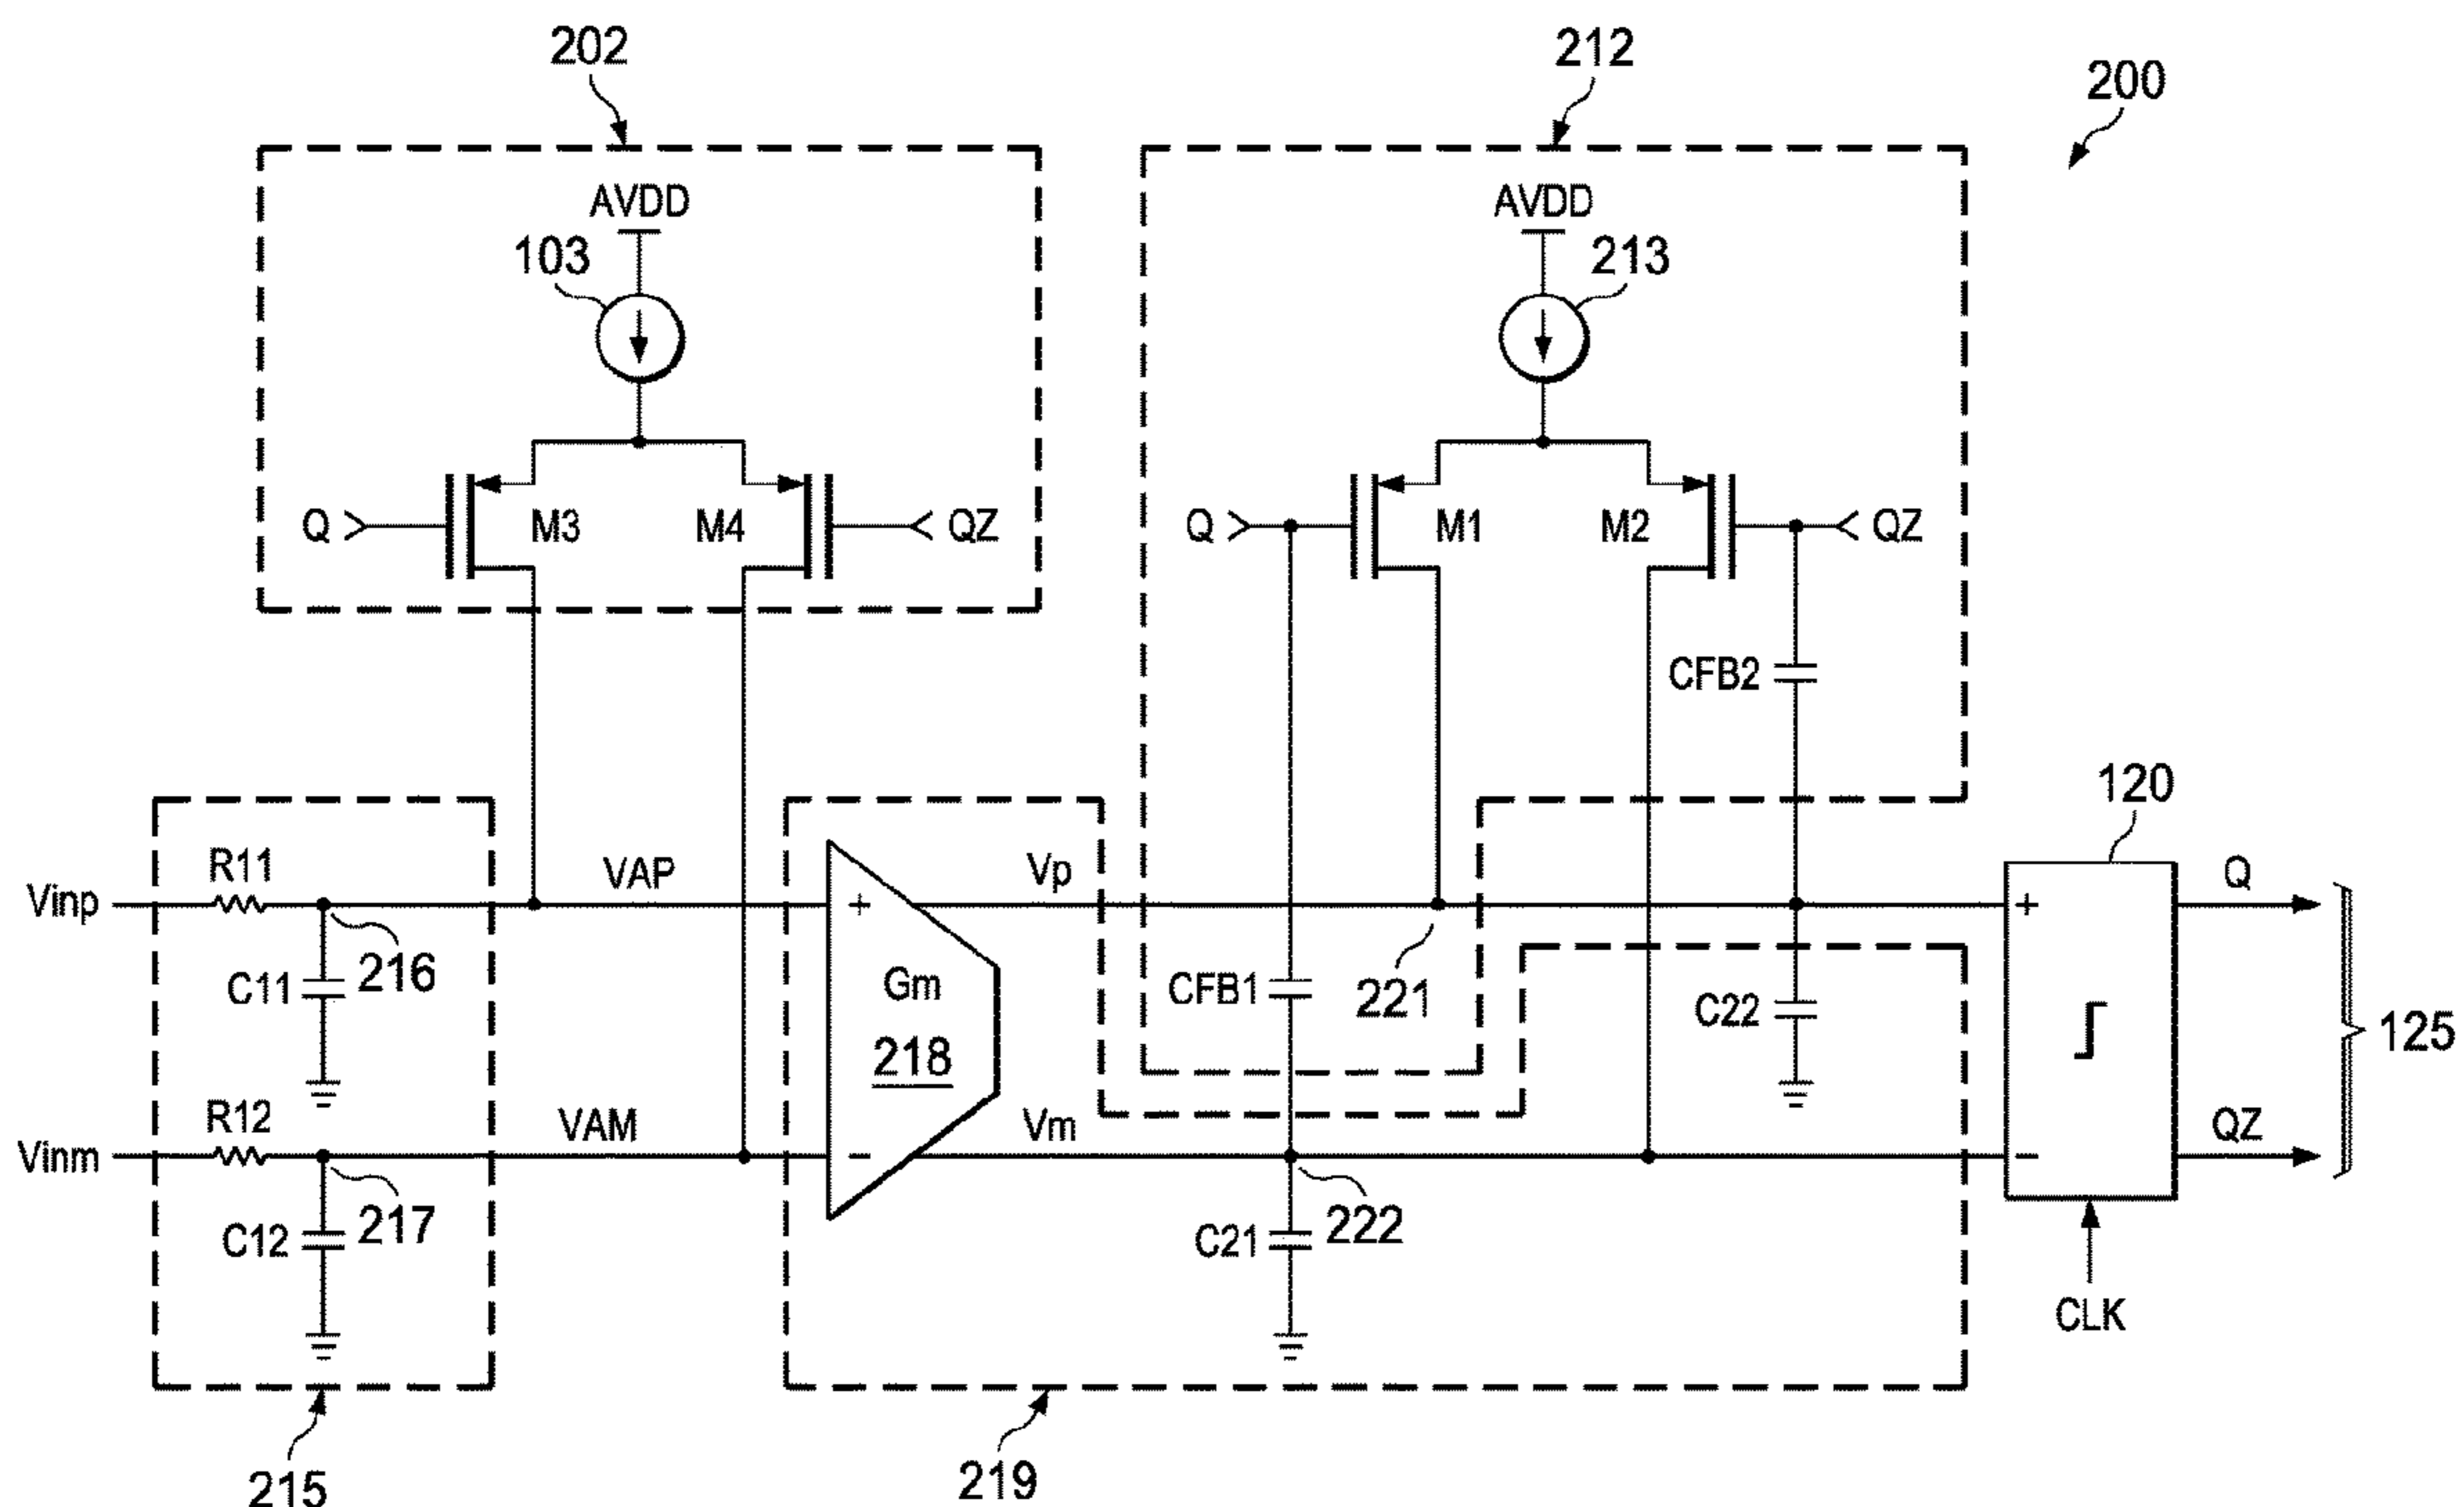 202
212
200
AVDD
AVDD
103
213
Q
M3
M4
QZ
Q
M1
M2
QZ
CFB2
120
R11
VAP
Vp
Q
Vinp
+
+
216
C11
Gm
CFB1
221
C22
125
218
R12
VAM
Vm
QZ
Vinm
−
−
217
C12
222
C21
CLK
215
219